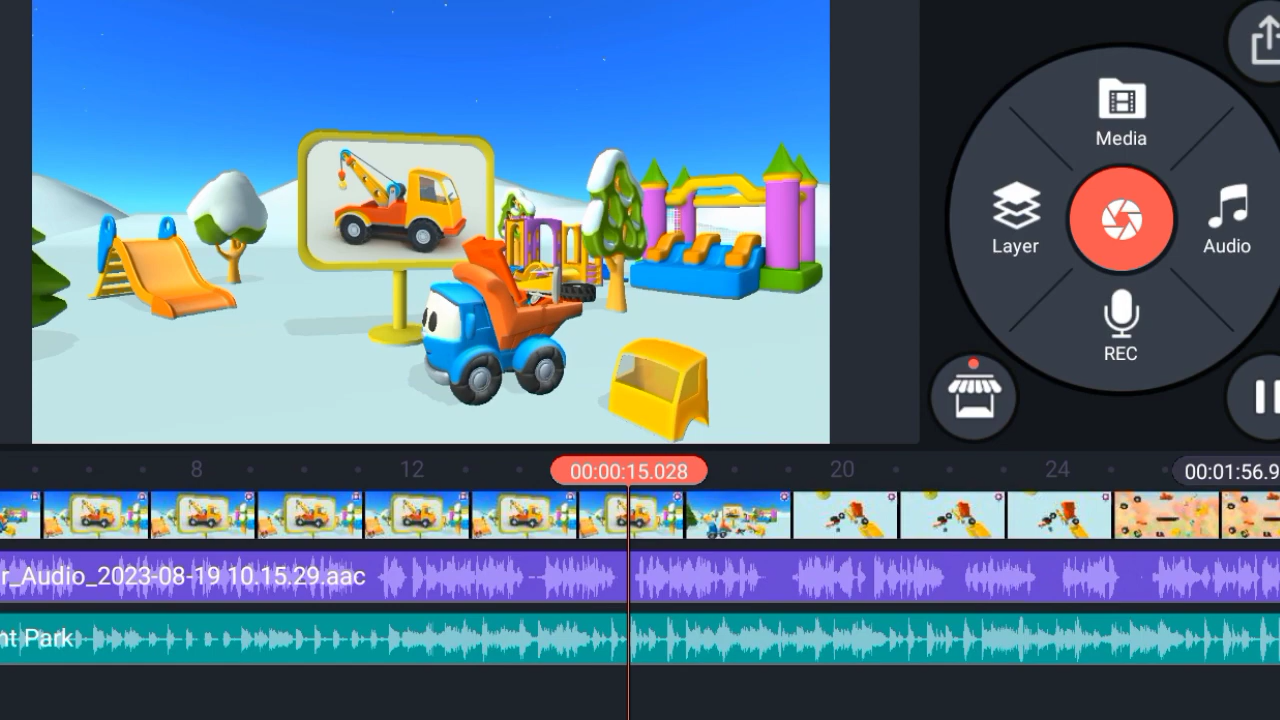 Media
Layer
Audio
REC
8
12
00:00:15.028
20
24
00:01:56.9
r_Audio_2023-08-19 10.15.29.aac
nt Park